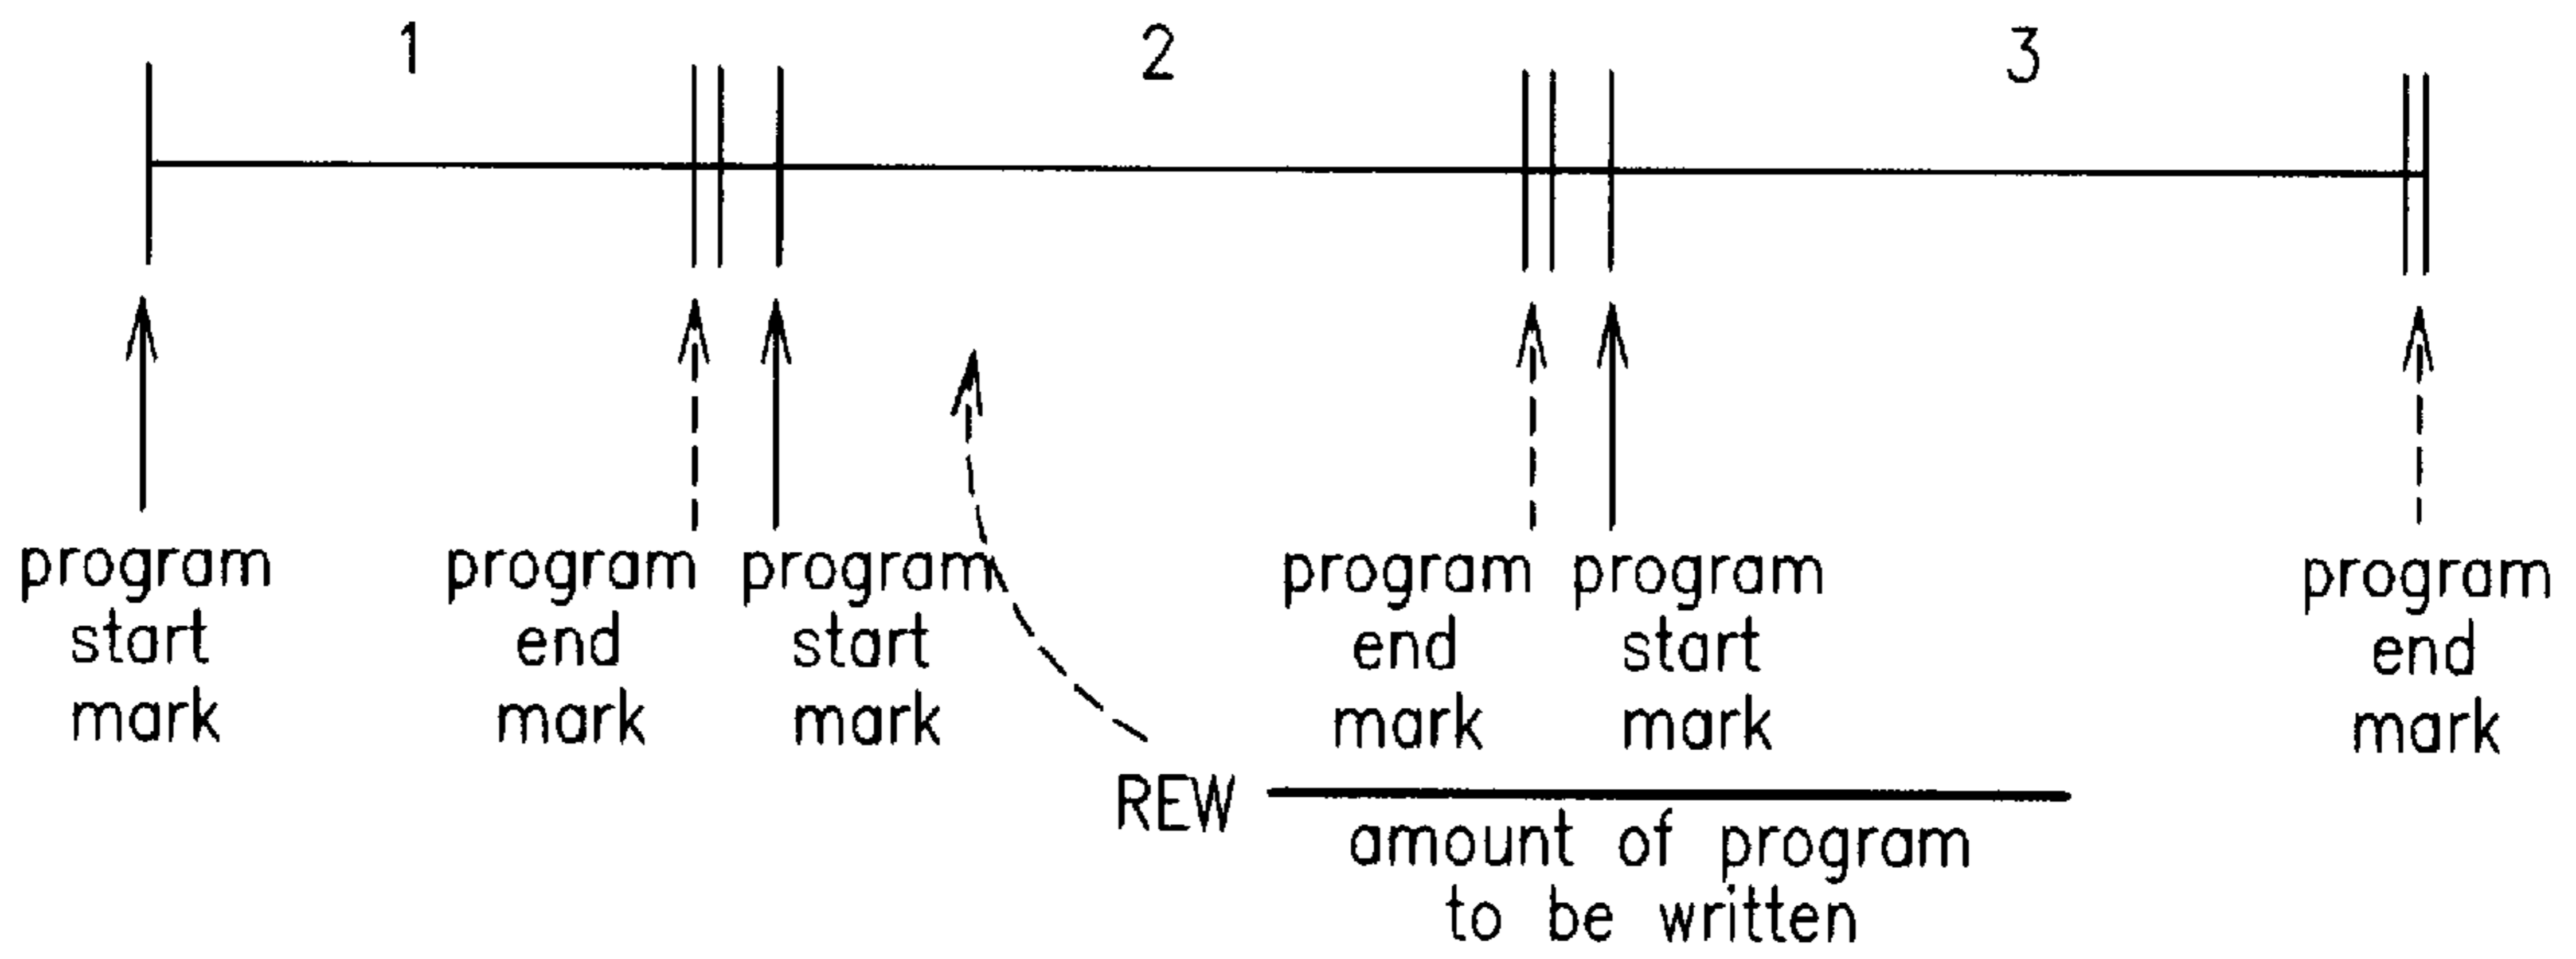 1 2 3
program program program program program program
start end start end start end
mark mark mark mark mark mark
REW
amount of program
to be written